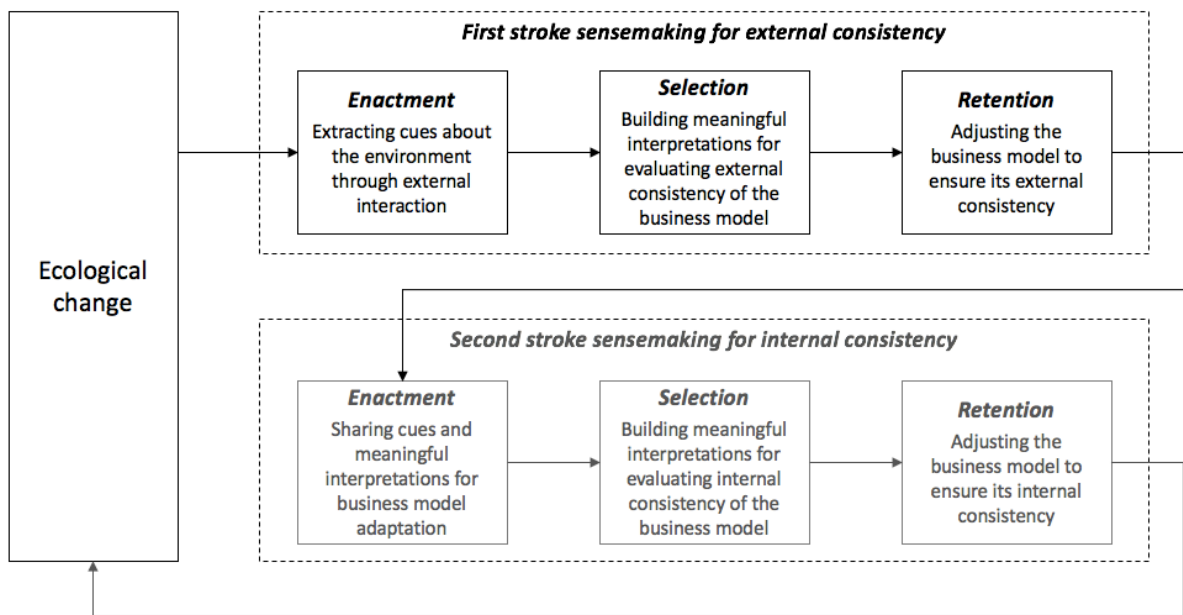 First stroke sensemaking for external consistency
Enactment
Extracting cues about
the environment
through external
interaction
Selection
Building meaningful
interpretations for
evaluating external
consistency of the
business model
Retention
Adjusting the
business model to
ensure its external
consistency
Ecological
change
Second stroke sensemaking for internal consistency
Enactment
Sharing cues and
meaningful
interpretations for
business model
adaptation
Selection
Building meaningful
interpretations for
evaluating internal
consistency of the
business model
Retention
Adjusting the
business model to
ensure its internal
consistency